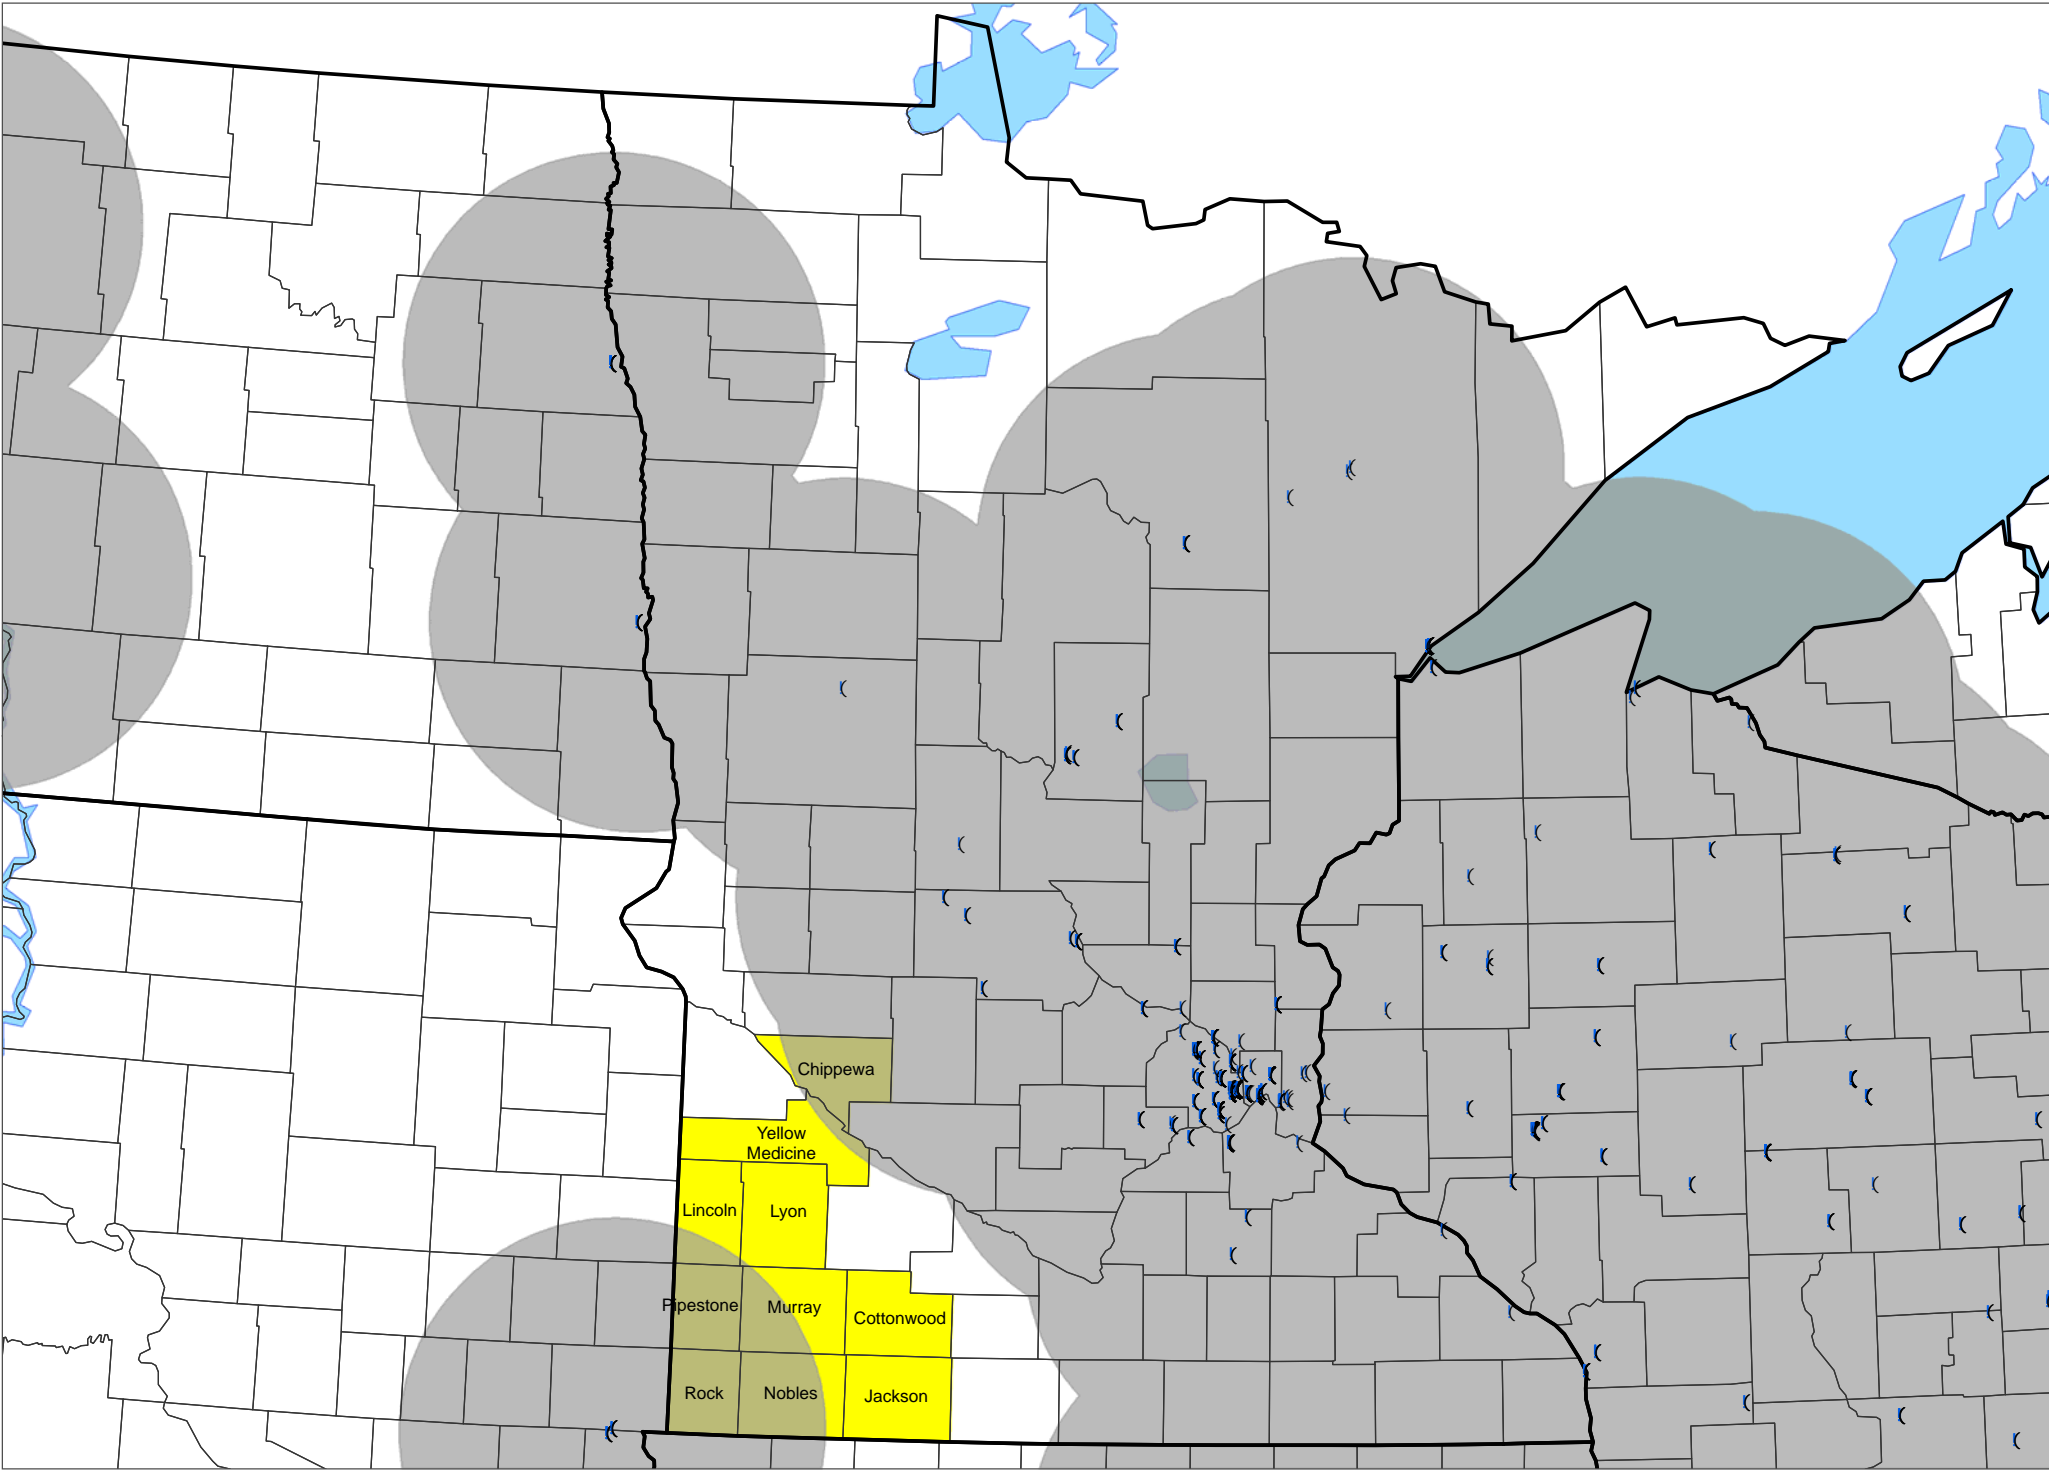 Chippewa
Yellow
Medicine
Lincoln
Lyon
Pipestone
Murray
Cottonwood
Rock
Nobles
Jackson